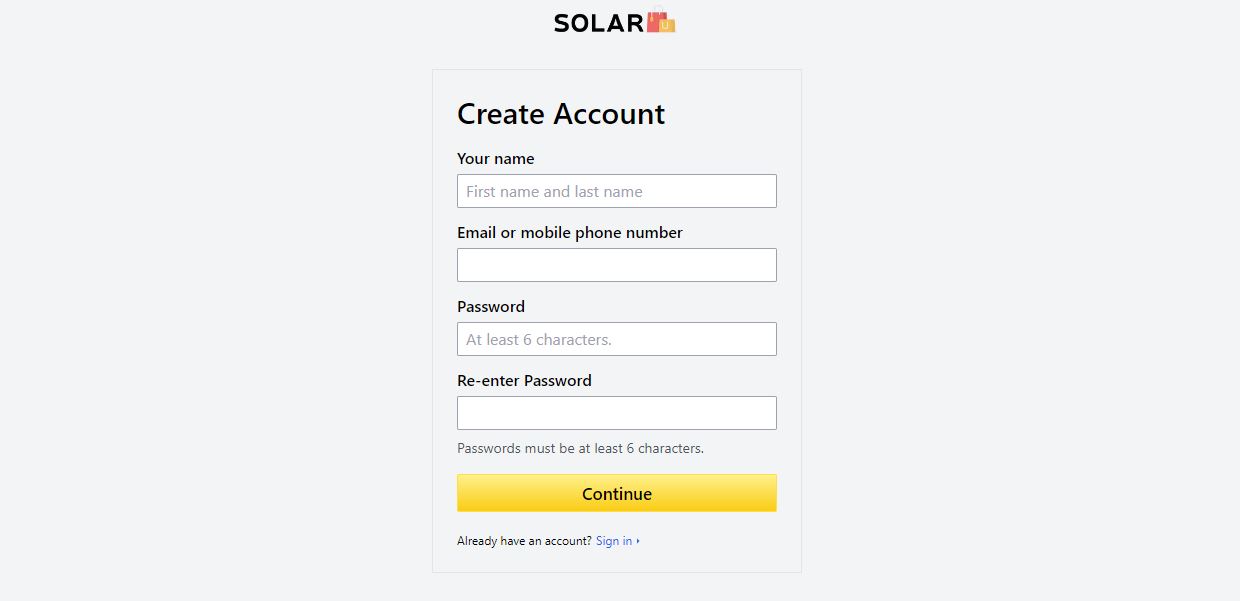 SOLAR U
Create Account
Your name
First name and last name
Email or mobile phone number
Password
At least 6 characters.
Re-enter Password
Passwords must be at least 6 characters.
Continue
Already have an account? Sign in